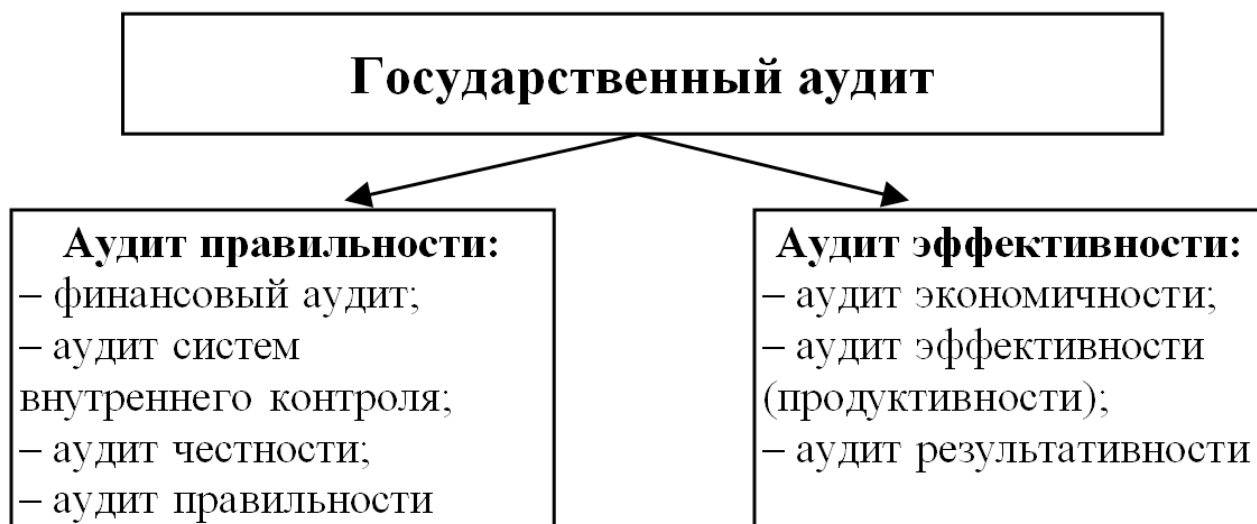 Государственный аудит
Аудит правильности:
– финансовый аудит;
– аудит систем
внутреннего контроля;
– аудит честности;
– аудит правильности
Аудит эффективности:
– аудит экономичности;
– аудит эффективности
(продуктивности);
– аудит результативности